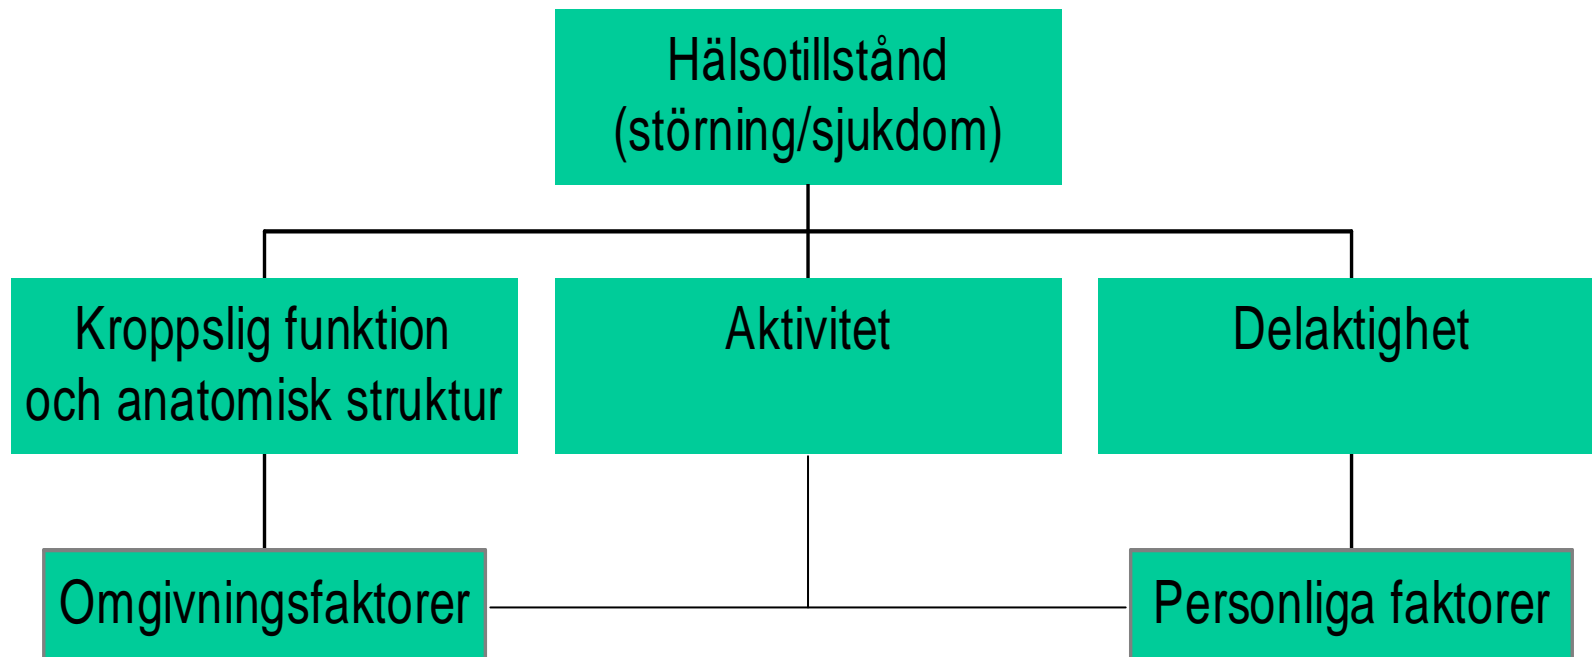 Hälsotillstånd
(störning/sjukdom)
Kroppslig funktion
och anatomisk struktur
Aktivitet
Delaktighet
Omgivningsfaktorer
Personliga faktorer